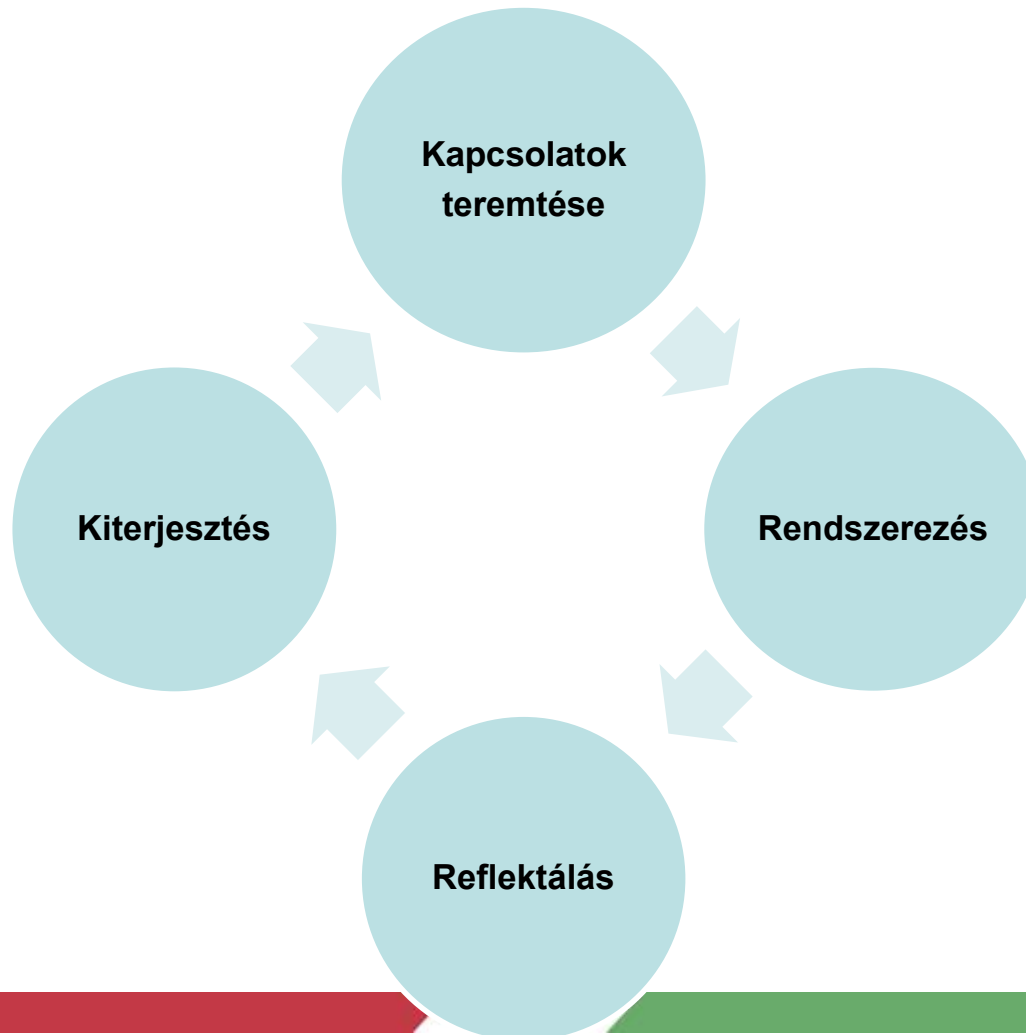 Kapcsolatok
teremtése
Kiterjesztés
Rendszerezés
Reflektálás